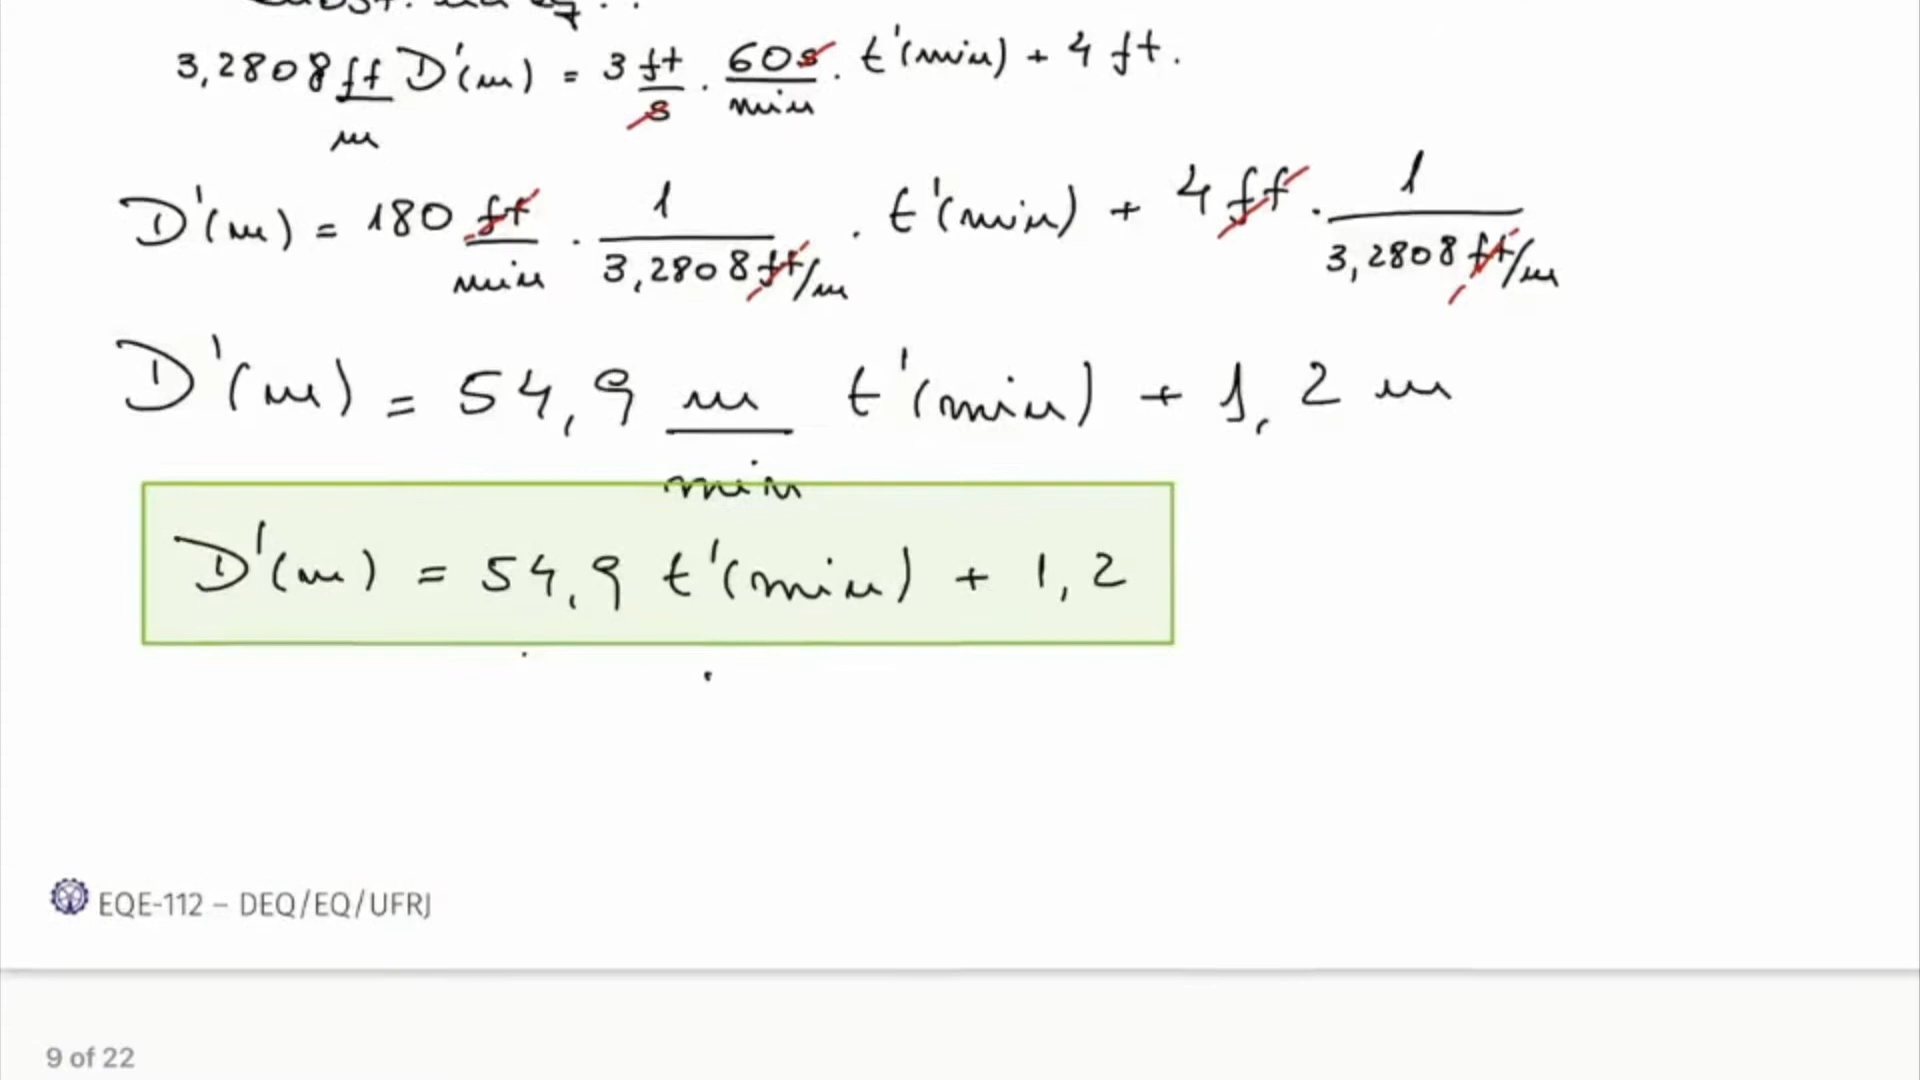 3,2808 ft/m D'(m) = 3 ft/s · 60s/min · t'(min) + 4 ft.
D'(m) = 180 ft/min · 1/3,2808 ft/m · t'(min) + 4 ft · 1/3,2808 ft/m
D'(m) = 54,9 m/min t'(min) + 1,2 m
D'(m) = 54,9 t'(min) + 1,2
EQE-112 – DEQ/EQ/UFRJ
9 of 22